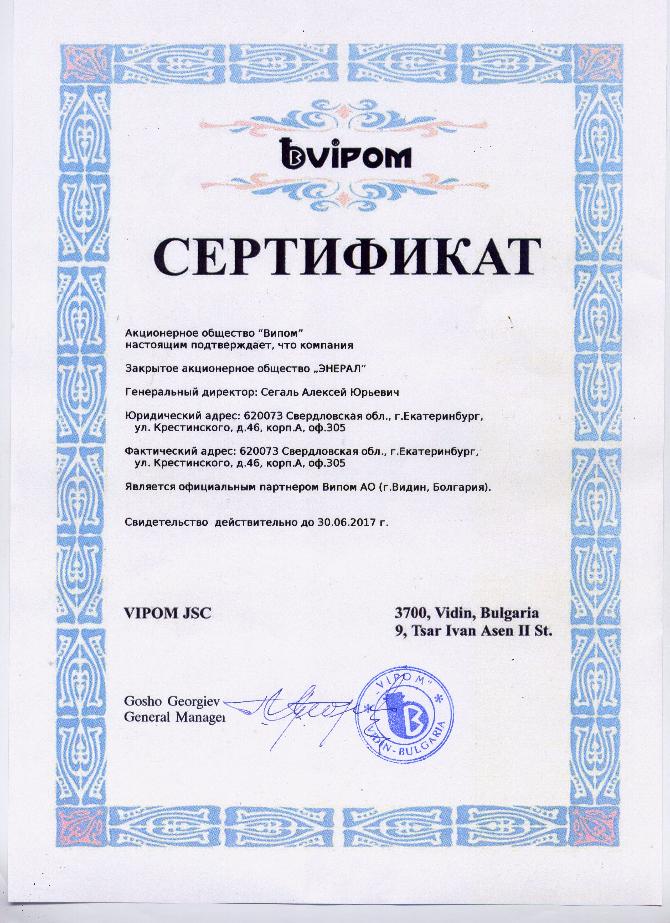 VIPOM
СЕРТИФИКАТ
Акционерное общество “Випом”
настоящим подтверждает, что компания
Закрытое акционерное общество „ЭНЕРАЛ”
Генеральный директор: Сегаль Алексей Юрьевич
Юридический адрес: 620073 Свердловская обл., г.Екатеринбург,
ул. Крестинского, д.46, корп.А, оф.305
Фактический адрес: 620073 Свердловская обл., г.Екатеринбург,
ул. Крестинского, д.46, корп.А, оф.305
Является официальным партнером Випом АО (г.Видин, Болгария).
Свидетельство действительно до 30.06.2017 г.
VIPOM JSC
3700, Vidin, Bulgaria
9, Tsar Ivan Asen II St.
Gosho Georgiev
General Manager
"VIPOM"
VIDIN-BULGARIA